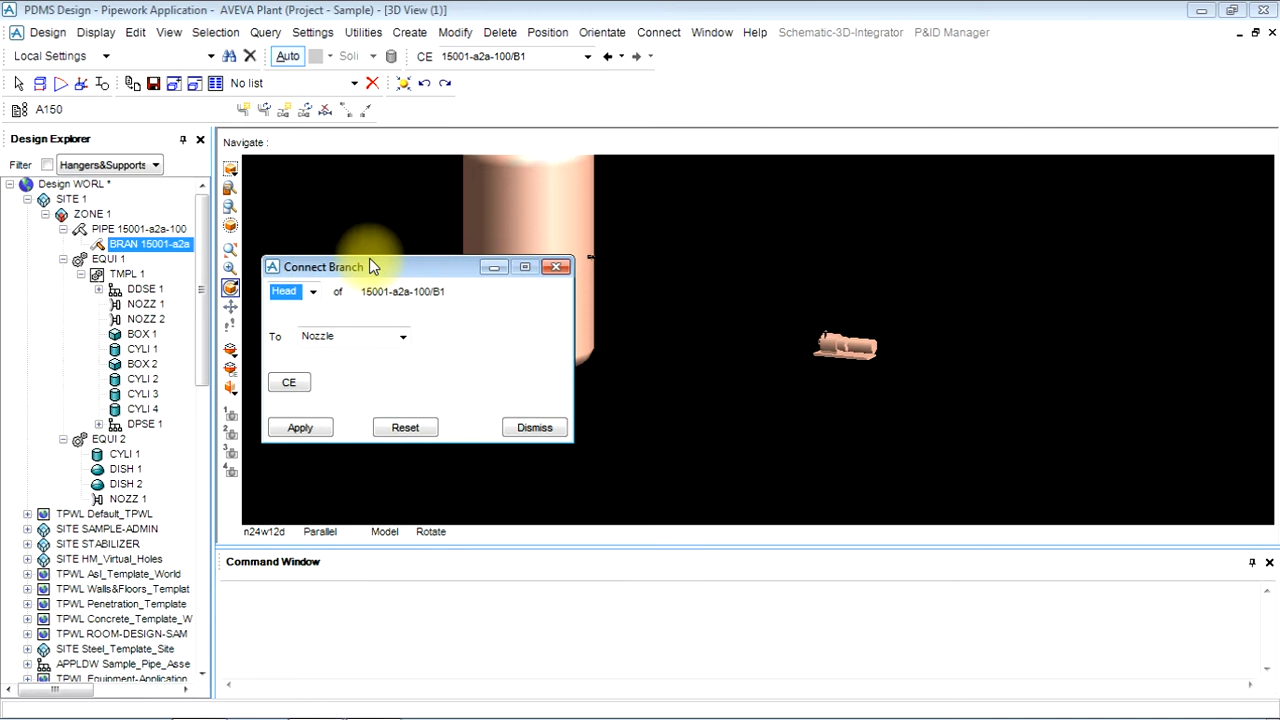 PDMS Design - Pipework Application - AVEVA Plant (Project - Sample) - [3D View (1)]
Design Display Edit View Selection Query Settings Utilities Create Modify Delete Position Orientate Connect Window Help Schematic-3D-Integrator P&ID Manager
Local Settings Auto Soli CE 15001-a2a-100/B1
No list
A150
Design Explorer
Navigate :
Filter Hangers&Supports
Design WORL *
SITE 1
ZONE 1
PIPE 15001-a2a-100
BRAN 15001-a2a
EQUI 1
TMPL 1
DDSE 1
NOZZ 1
NOZZ 2
BOX 1
CYLI 1
BOX 2
CYLI 2
CYLI 3
CYLI 4
DPSE 1
EQUI 2
CYLI 1
DISH 1
DISH 2
NOZZ 1
TPWL Default_TPWL
SITE SAMPLE-ADMIN
SITE STABILIZER
SITE HM_Virtual_Holes
TPWL Asl_Template_World
TPWL Walls&Floors_Templat
TPWL Penetration_Template
TPWL Concrete_Template_W
TPWL ROOM-DESIGN-SAM
SITE Steel_Template_Site
APPLDW Sample_Pipe_Asse
TPWL Equipment-Application
Connect Branch
Head of 15001-a2a-100/B1
To Nozzle
CE
Apply Reset Dismiss
1
2
3
4
n24w12d Parallel Model Rotate
Command Window